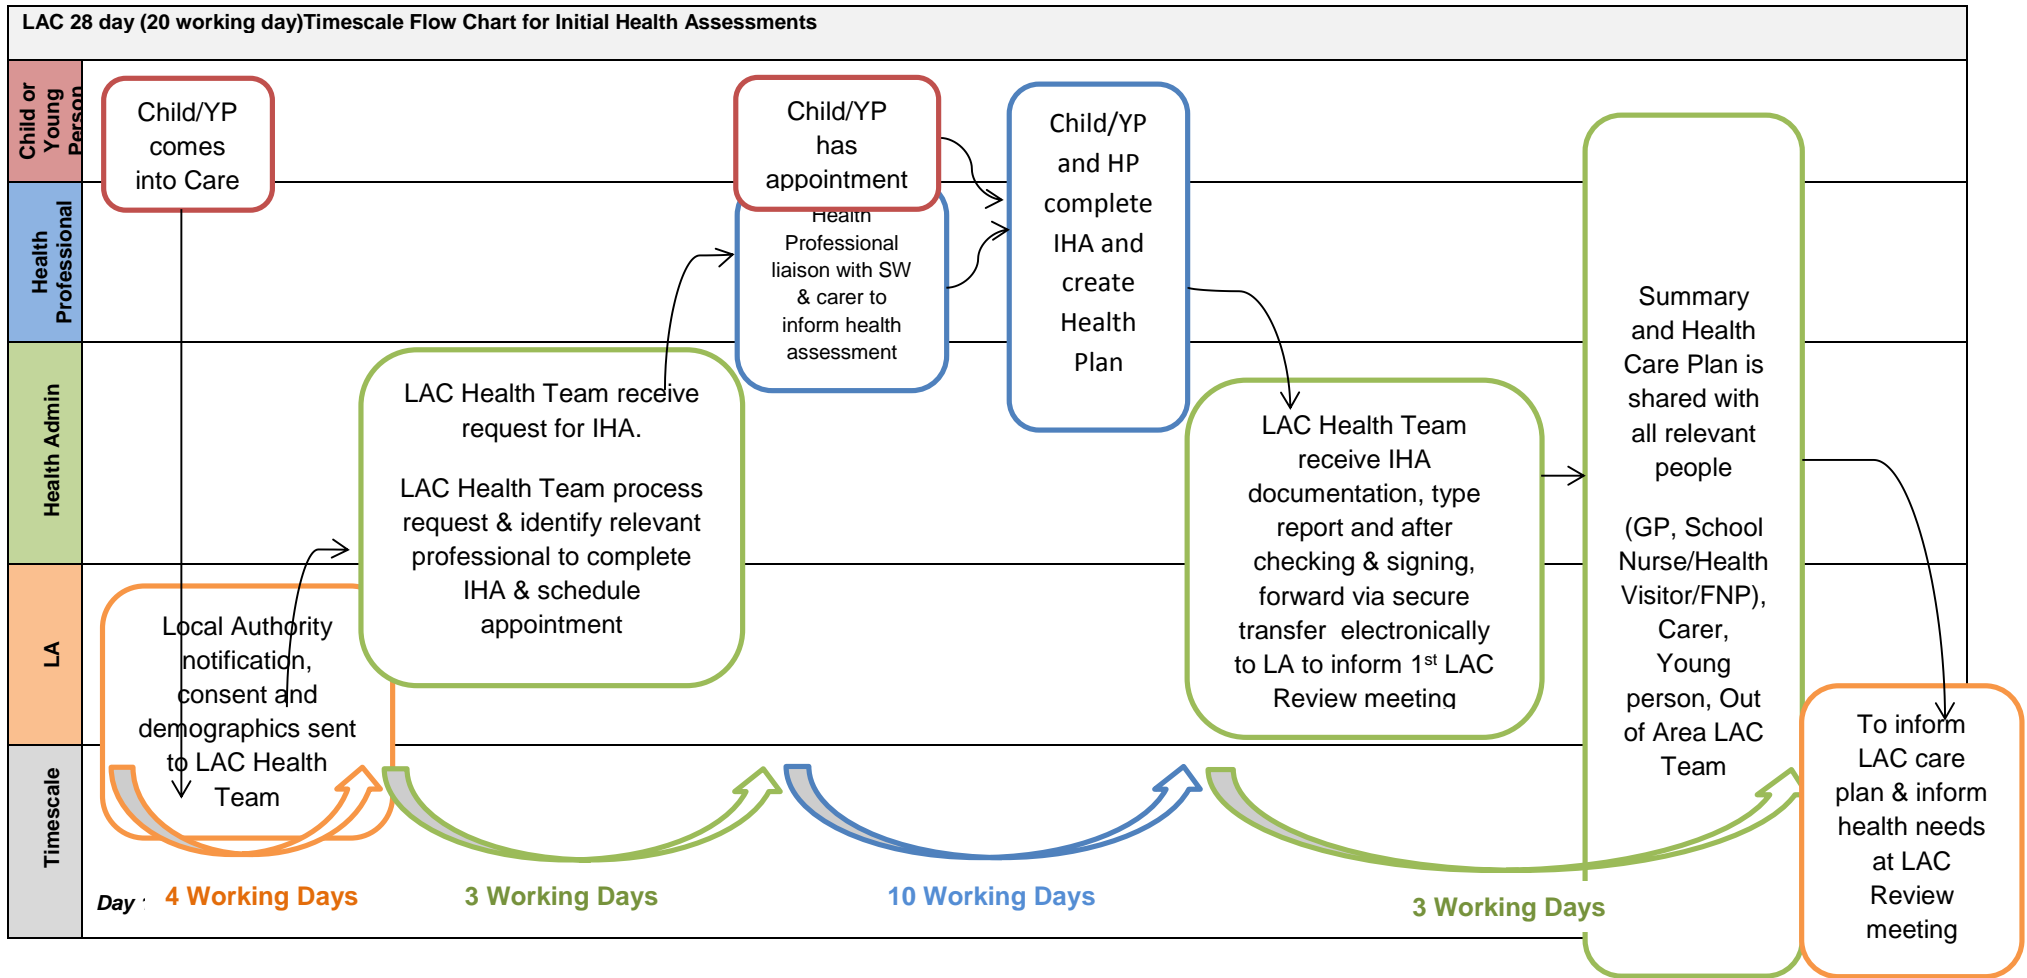 LAC 28 day (20 working day)Timescale Flow Chart for Initial Health Assessments
Child or
Young
Person
Child/YP
comes
into Care
Child/YP
has
appointment
Child/YP
and HP
complete
IHA and
create
Health
Plan
Health
Professional
Health
Professional
liaison with SW
& carer to
inform health
assessment
Health Admin
LAC Health Team receive
request for IHA.
LAC Health Team process
request & identify relevant
professional to complete
IHA & schedule
appointment
LAC Health Team
receive IHA
documentation, type
report and after
checking & signing,
forward via secure
transfer electronically
to LA to inform 1st LAC
Review meeting
Summary
and Health
Care Plan is
shared with
all relevant
people
(GP, School
Nurse/Health
Visitor/FNP),
Carer,
Young
person, Out
of Area LAC
Team
LA
Local Authority
notification,
consent and
demographics sent
to LAC Health
Team
To inform
LAC care
plan & inform
health needs
at LAC
Review
meeting
Timescale
Day
4 Working Days
3 Working Days
10 Working Days
3 Working Days